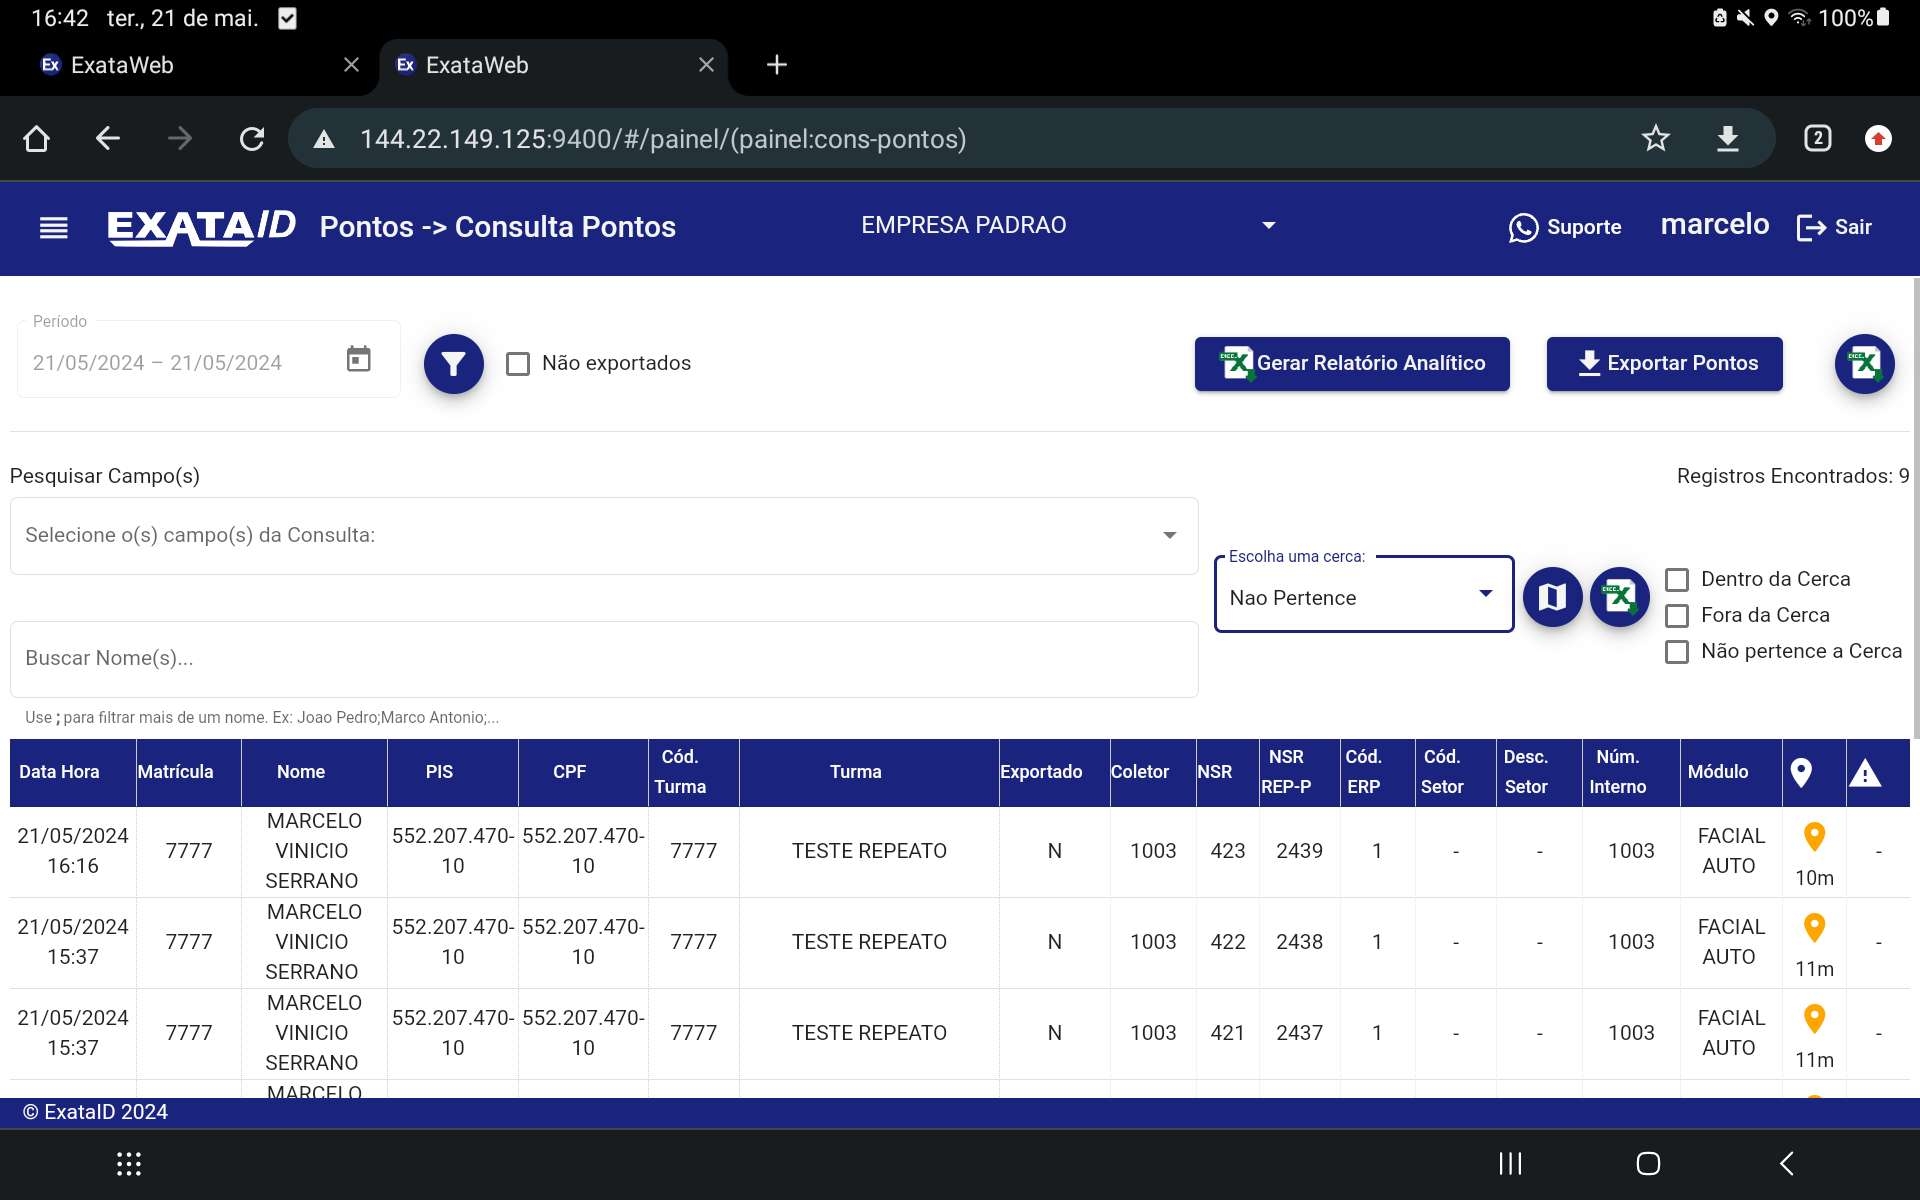 16:42 ter., 21 de mai. 100%
Ex ExataWeb Ex ExataWeb
144.22.149.125:9400/#/painel/(painel:cons-pontos) 2
EXATAID Pontos -> Consulta Pontos EMPRESA PADRAO Suporte marcelo Sair
Período
21/05/2024 – 21/05/2024 Não exportados Gerar Relatório Analítico Exportar Pontos
Pesquisar Campo(s) Registros Encontrados: 9
Selecione o(s) campo(s) da Consulta:
Escolha uma cerca:
Nao Pertence
Dentro da Cerca
Fora da Cerca
Não pertence a Cerca
Buscar Nome(s)...
Use ; para filtrar mais de um nome. Ex: Joao Pedro;Marco Antonio;...
Data Hora Matrícula Nome PIS CPF Cód. Turma Turma Exportado Coletor NSR NSR REP-P Cód. ERP Cód. Setor Desc. Setor Núm. Interno Módulo
21/05/2024 16:16 7777 MARCELO VINICIO SERRANO 552.207.470-10 552.207.470-10 7777 TESTE REPEATO N 1003 423 2439 1 - - 1003 FACIAL AUTO 10m -
21/05/2024 15:37 7777 MARCELO VINICIO SERRANO 552.207.470-10 552.207.470-10 7777 TESTE REPEATO N 1003 422 2438 1 - - 1003 FACIAL AUTO 11m -
21/05/2024 15:37 7777 MARCELO VINICIO SERRANO 552.207.470-10 552.207.470-10 7777 TESTE REPEATO N 1003 421 2437 1 - - 1003 FACIAL AUTO 11m -
MARCELO
© ExataID 2024